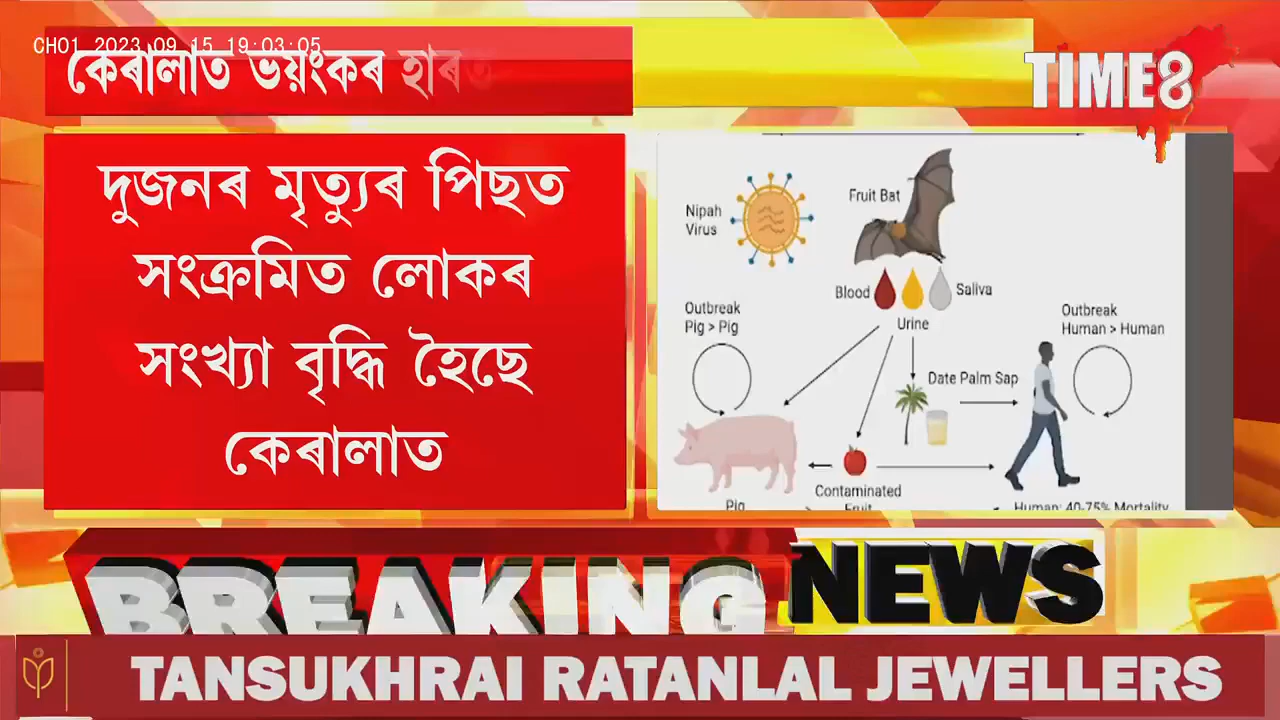 CH01 2023 09 15 19:03:05
কেৰালাত ভয়ংকৰ
TIME8
দুজনৰ মৃত্যুৰ পিছত
সংক্ৰমিত লোকৰ
সংখ্যা বৃদ্ধি হৈছে
কেৰালাত
Nipah
Virus
Fruit Bat
Blood
Saliva
Urine
Outbreak
Pig > Pig
Outbreak
Human > Human
Date Palm Sap
Contaminated
Fruit
Pig
Human: 40-75% Mortality
BREAKING NEWS
TANSUKHRAI RATANLAL JEWELLERS